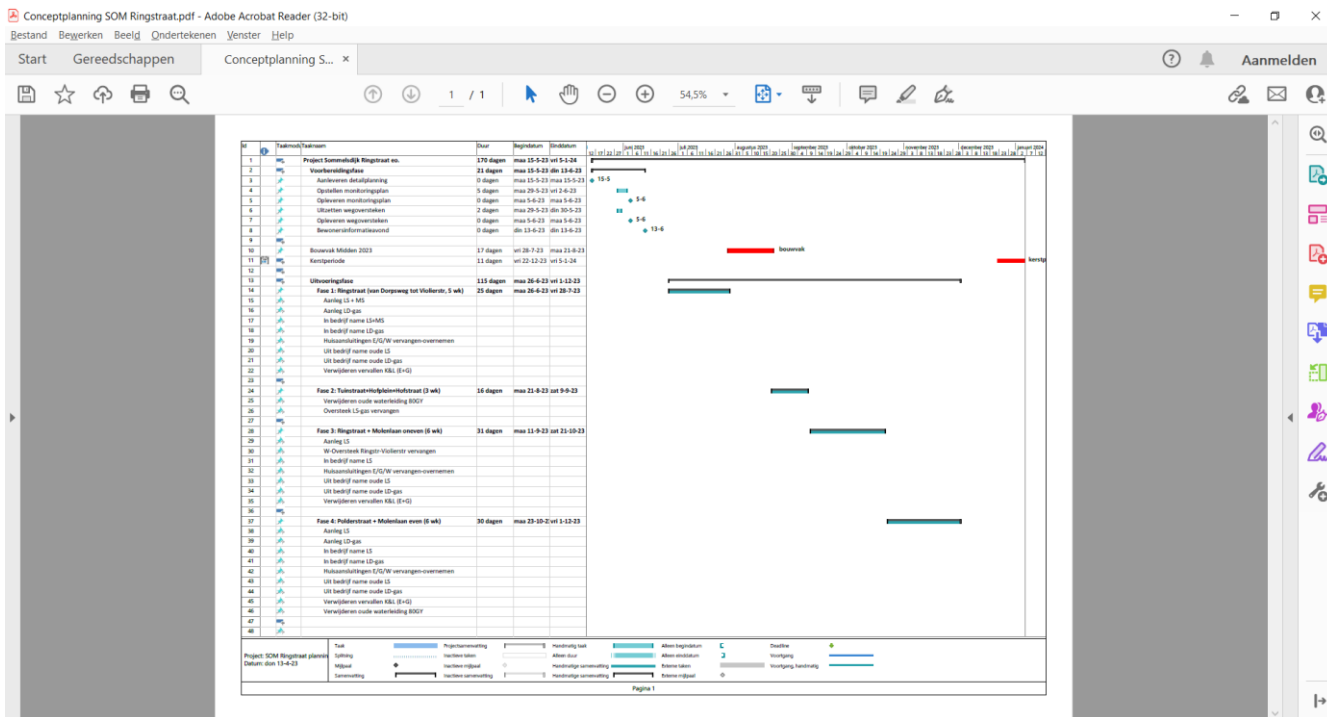 Conceptplanning SOM Ringstraat.pdf - Adobe Acrobat Reader (32-bit)
Bestand Bewerken Beeld Ondertekenen Venster Help
Start Gereedschappen Conceptplanning S... × Aanmelden
1 / 1 54,5%
Id Taakmodu Taaknaam Duur Begindatum Einddatum juni 2023 juli 2023 augustus 2023 september 2023 oktober 2023 november 2023 december 2023 januari 2024
1 Project Sommelsdijk Ringstraat eo. 170 dagen maa 15-5-23 vri 5-1-24
2 Voorbereidingsfase 21 dagen maa 15-5-23 din 13-6-23
3 Aanleveren detailplanning 0 dagen maa 15-5-23 maa 15-5-23 15-5
4 Opstellen monitoringsplan 5 dagen maa 29-5-23 vri 2-6-23
5 Opleveren monitoringsplan 0 dagen maa 5-6-23 maa 5-6-23 5-6
6 Uitzetten wegoversteken 2 dagen maa 29-5-23 din 30-5-23
7 Opleveren wegoversteken 0 dagen maa 5-6-23 maa 5-6-23 5-6
8 Bewonersinformatieavond 0 dagen din 13-6-23 din 13-6-23 13-6
9
10 Bouwvak Midden 2023 17 dagen vri 28-7-23 maa 21-8-23 bouwvak
11 Kerstperiode 11 dagen vri 22-12-23 vri 5-1-24 kerstp
12
13 Uitvoeringsfase 115 dagen maa 26-6-23 vri 1-12-23
14 Fase 1: Ringstraat (van Dorpsweg tot Violierstr, 5 wk) 25 dagen maa 26-6-23 vri 28-7-23
15 Aanleg LS + MS
16 Aanleg LD-gas
17 In bedrijf name LS+MS
18 In bedrijf name LD-gas
19 Huisaansluitingen E/G/W vervangen-overnemen
20 Uit bedrijf name oude LS
21 Uit bedrijf name oude LD-gas
22 Verwijderen vervallen K&L (E+G)
23
24 Fase 2: Tuinstraat+Hofplein+Hofstraat (3 wk) 16 dagen maa 21-8-23 zat 9-9-23
25 Verwijderen oude waterleiding 80GY
26 Oversteek LS-gas vervangen
27
28 Fase 3: Ringstraat + Molenlaan oneven (6 wk) 31 dagen maa 11-9-23 zat 21-10-23
29 Aanleg LS
30 W-Oversteek Ringstr-Violierstr vervangen
31 In bedrijf name LS
32 Huisaansluitingen E/G/W vervangen-overnemen
33 Uit bedrijf name oude LS
34 Uit bedrijf name oude LD-gas
35 Verwijderen vervallen K&L (E+G)
36
37 Fase 4: Polderstraat + Molenlaan even (6 wk) 30 dagen maa 23-10-2 vri 1-12-23
38 Aanleg LS
39 Aanleg LD-gas
40 In bedrijf name LS
41 In bedrijf name LD-gas
42 Huisaansluitingen E/G/W vervangen-overnemen
43 Uit bedrijf name oude LS
44 Uit bedrijf name oude LD-gas
45 Verwijderen vervallen K&L (E+G)
46 Verwijderen oude waterleiding 80GY
47
48
Project: SOM Ringstraat plannin
Datum: don 13-4-23
Taak Projectsamenvatting Handmatig taak Alleen begindatum Deadline
Splitsing Inactieve taken Alleen duur Alleen einddatum Voortgang
Mijlpaal Inactieve mijlpaal Handmatige samenvatting Externe taken Voortgang, handmatig
Samenvatting Inactieve samenvatting Handmatige samenvatting Externe mijlpaal
Pagina 1